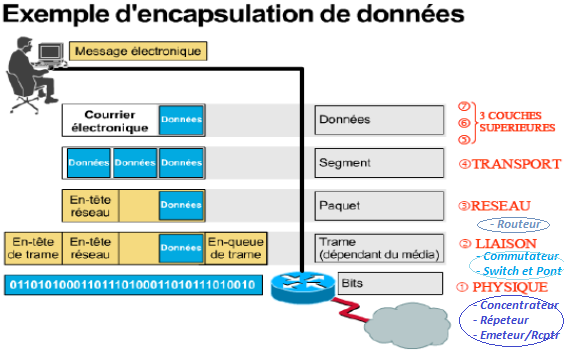 Exemple d'encapsulation de données
Message électronique
Courrier
électronique
Données
Données
⑦
⑥
⑤
3 COUCHES
SUPERIEURES
Données
Données
Données
Segment
④TRANSPORT
En-tête
réseau
Données
Paquet
③RESEAU
- Routeur
En-tête
de trame
En-tête
réseau
Données
En-queue
de trame
Trame
(dépendant du média)
② LIAISON
- Commutateur
- Switch et Pont
01101010001101110100011010111010010
Bits
① PHYSIQUE
- Concentrateur
- Répeteur
- Emeteur/Rcptr